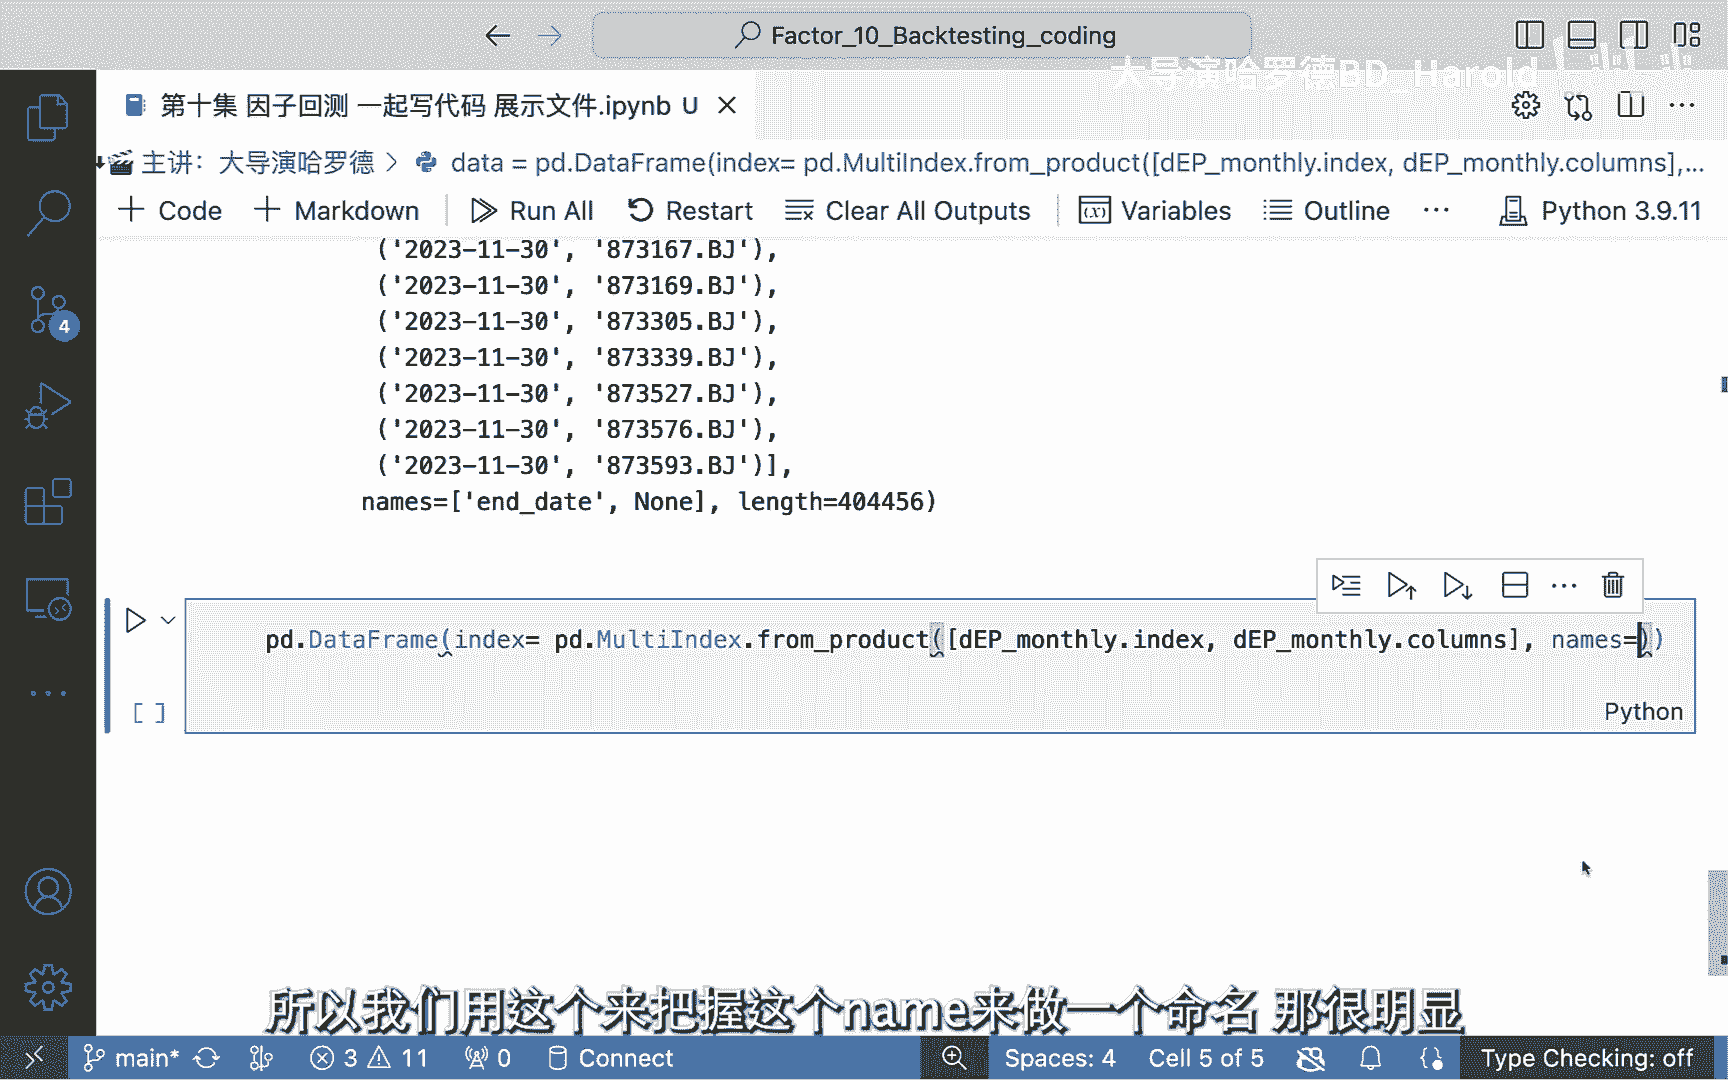 Factor_10_Backtesting_coding
大导演哈罗德BD_Harold
第十集 因子回测 一起写代码 展示文件.ipynb U
主讲：大导演哈罗德 > data = pd.DataFrame(index= pd.MultiIndex.from_product([dEP_monthly.index, dEP_monthly.columns],...
+ Code + Markdown Run All Restart Clear All Outputs Variables Outline ... Python 3.9.11
('2023-11-30', '873167.BJ'),
('2023-11-30', '873169.BJ'),
('2023-11-30', '873305.BJ'),
('2023-11-30', '873339.BJ'),
('2023-11-30', '873527.BJ'),
('2023-11-30', '873576.BJ'),
('2023-11-30', '873593.BJ')],
names=['end_date', None], length=404456)
pd.DataFrame(index= pd.MultiIndex.from_product([dEP_monthly.index, dEP_monthly.columns], names=))
[ ]
Python
4
所以我们用这个来把握这个name来做一个命名 那很明显
main* 3 11 0 Connect Spaces: 4 Cell 5 of 5 Type Checking: off